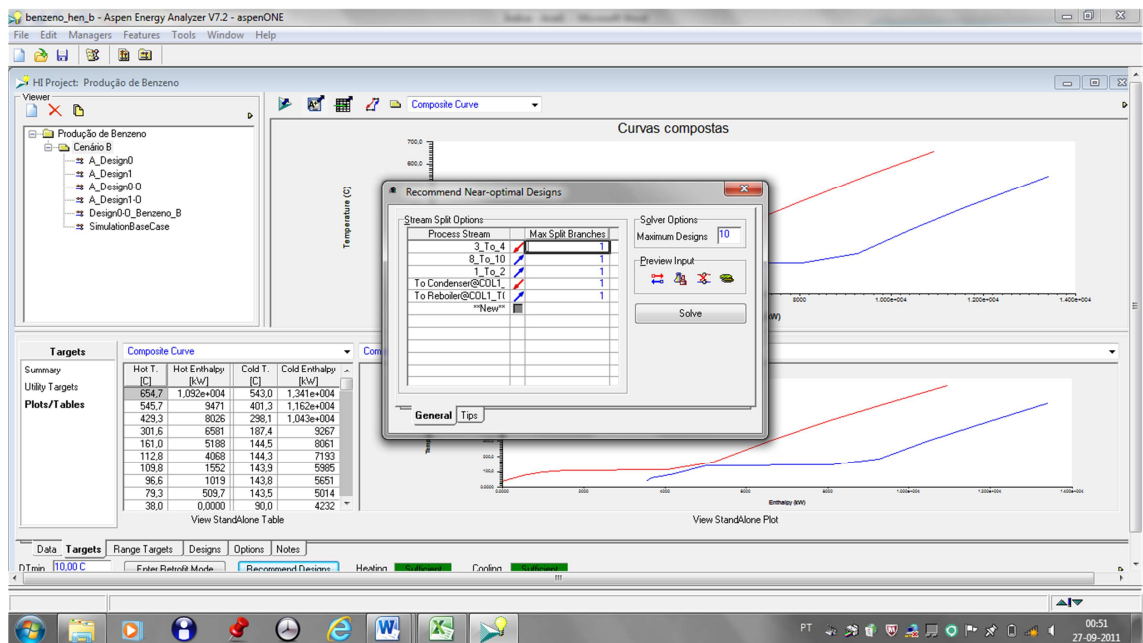 benzeno_hen_b - Aspen Energy Analyzer V7.2 - aspenONE
File Edit Managers Features Tools Window Help
HI Project: Produção de Benzeno
Viewer
Composite Curve
Produção de Benzeno
Cenário B
A_Design0
A_Design1
A_Design0-O
A_Design1-O
Design0-O_Benzeno_B
SimulationBaseCase
Curvas compostas
700,0
600,0
Temperature (C)
8000
1,000e+004
1,200e+004
1,400e+004
Recommend Near-optimal Designs
Stream Split Options
Process Stream Max Split Branches
3_To_4 1
8_To_10 1
1_To_2 1
To Condenser@COL1_ 1
To Reboiler@COL1_T( 1
**New**
Solver Options
Maximum Designs 10
Preview Input
Solve
General Tips
Targets
Summary
Utility Targets
Plots/Tables
Composite Curve
Hot T. Hot Enthalpy Cold T. Cold Enthalpy
[C] [kW] [C] [kW]
654,7 1,092e+004 543,0 1,341e+004
545,7 9471 401,3 1,162e+004
429,3 8026 298,1 1,043e+004
301,6 6581 187,4 9267
161,0 5188 144,5 8061
112,8 4068 144,3 7193
109,8 1552 143,9 5985
96,6 1019 143,8 5651
79,3 509,7 143,5 5014
38,0 0,0000 90,0 4232
View StandAlone Table
Enthalpy (kW)
View StandAlone Plot
Data Targets Range Targets Designs Options Notes
DTmin 10,00 C Enter Retrofit Mode Recommend Designs Heating Sufficient Cooling Sufficient
PT
00:51
27-09-2011